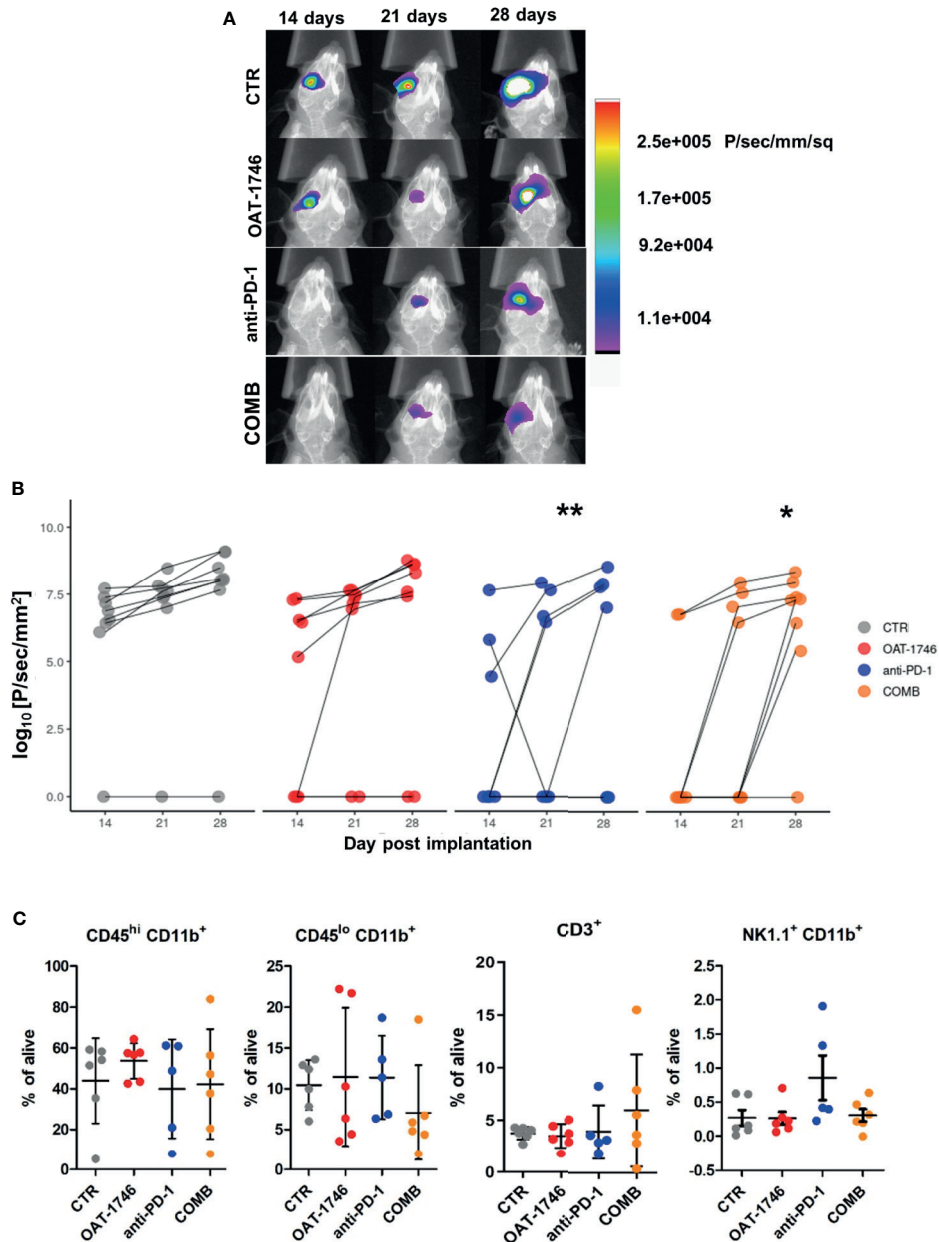 A
14 days 21 days 28 days
CTR
OAT-1746
anti-PD-1
COMB
2.5e+005 P/sec/mm/sq
1.7e+005
9.2e+004
1.1e+004
B
** *
log₁₀ [P/sec/mm²]
10.0
7.5
5.0
2.5
0.0
14 21 28 14 21 28 14 21 28 14 21 28
Day post implantation
CTR
OAT-1746
anti-PD-1
COMB
C
CD45ʰⁱ CD11b⁺
% of alive
100
80
60
40
20
0
CTR OAT-1746 anti-PD-1 COMB
CD45ˡᵒ CD11b⁺
% of alive
25
20
15
10
5
0
CTR OAT-1746 anti-PD-1 COMB
CD3⁺
% of alive
20
15
10
5
0
CTR OAT-1746 anti-PD-1 COMB
NK1.1⁺ CD11b⁺
% of alive
2.5
2.0
1.5
1.0
0.5
0.0
-0.5
CTR OAT-1746 anti-PD-1 COMB